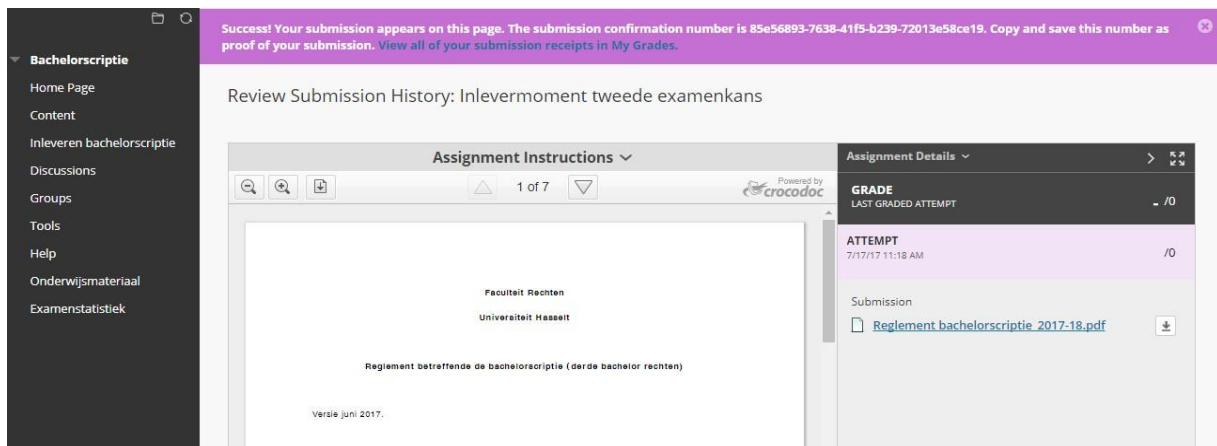 Success! Your submission appears on this page. The submission confirmation number is 85e56893-7638-41f5-b239-72013e58ce19. Copy and save this number as
proof of your submission. View all of your submission receipts in My Grades.
Bachelorscriptie
Home Page
Content
Inleveren bachelorscriptie
Discussions
Groups
Tools
Help
Onderwijsmateriaal
Examenstatistiek
Review Submission History: Inlevermoment tweede examenkans
Assignment Instructions
1 of 7
Powered by
crocodoc
Faculteit Rechten
Universiteit Hasselt
Reglement betreffende de bachelorscriptie (derde bachelor rechten)
Versie juni 2017.
Assignment Details
GRADE
LAST GRADED ATTEMPT
- /0
ATTEMPT
7/17/17 11:18 AM
/0
Submission
Reglement bachelorscriptie 2017-18.pdf